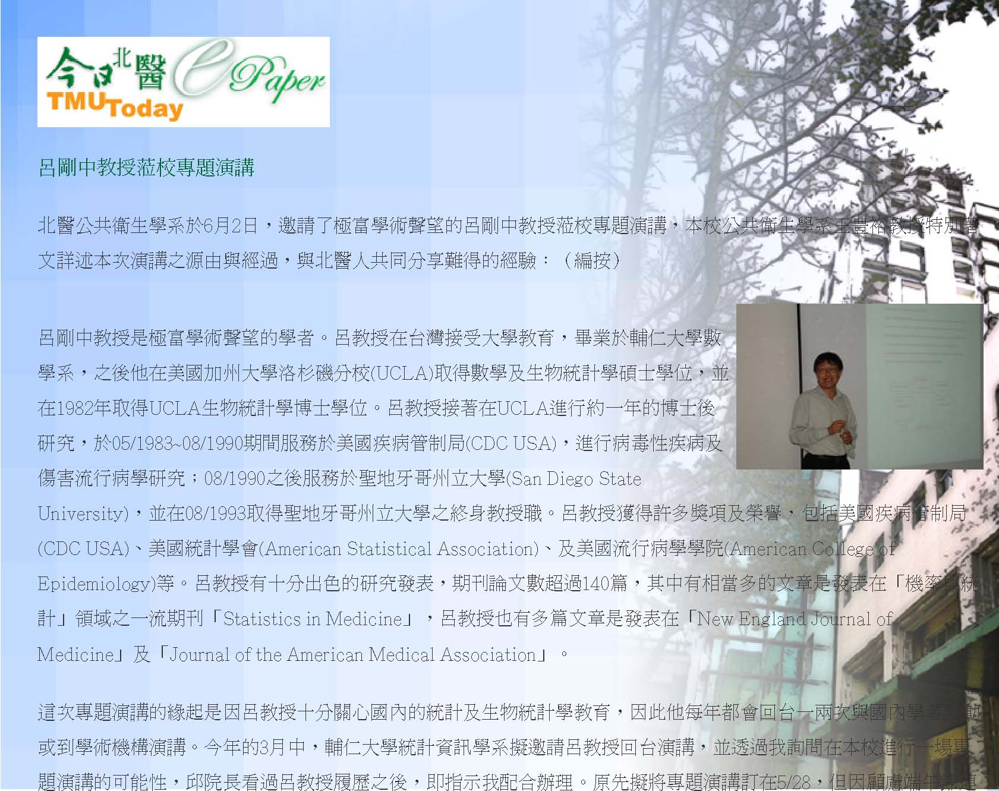 今日北醫 e Paper
TMU Today
呂剛中教授蒞校專題演講
北醫公共衛生學系於6月2日，邀請了極富學術聲望的呂剛中教授蒞校專題演講，本校公共衛生學系王豊裕教授特別著
文詳述本次演講之源由與經過，與北醫人共同分享難得的經驗：（編按）
呂剛中教授是極富學術聲望的學者。呂教授在台灣接受大學教育，畢業於輔仁大學數
學系，之後他在美國加州大學洛杉磯分校(UCLA)取得數學及生物統計學碩士學位，並
在1982年取得UCLA生物統計學博士學位。呂教授接著在UCLA進行約一年的博士後
研究，於05/1983~08/1990期間服務於美國疾病管制局(CDC USA)，進行病毒性疾病及
傷害流行病學研究；08/1990之後服務於聖地牙哥州立大學(San Diego State
University)，並在08/1993取得聖地牙哥州立大學之終身教授職。呂教授獲得許多獎項及榮譽，包括美國疾病管制局
(CDC USA)、美國統計學會(American Statistical Association)、及美國流行病學學院(American College of
Epidemiology)等。呂教授有十分出色的研究發表，期刊論文數超過140篇，其中有相當多的文章是發表在「機率與統
計」領域之一流期刊「Statistics in Medicine」，呂教授也有多篇文章是發表在「New England Journal of
Medicine」及「Journal of the American Medical Association」。
這次專題演講的緣起是因呂教授十分關心國內的統計及生物統計學教育，因此他每年都會回台一兩次與國內學者互動
或到學術機構演講。今年的3月中，輔仁大學統計資訊學系擬邀請呂教授回台演講，並透過我詢問在本校進行一場專
題演講的可能性，邱院長看過呂教授履歷之後，即指示我配合辦理。原先擬將專題演講訂在5/28，但因顧慮端午節連